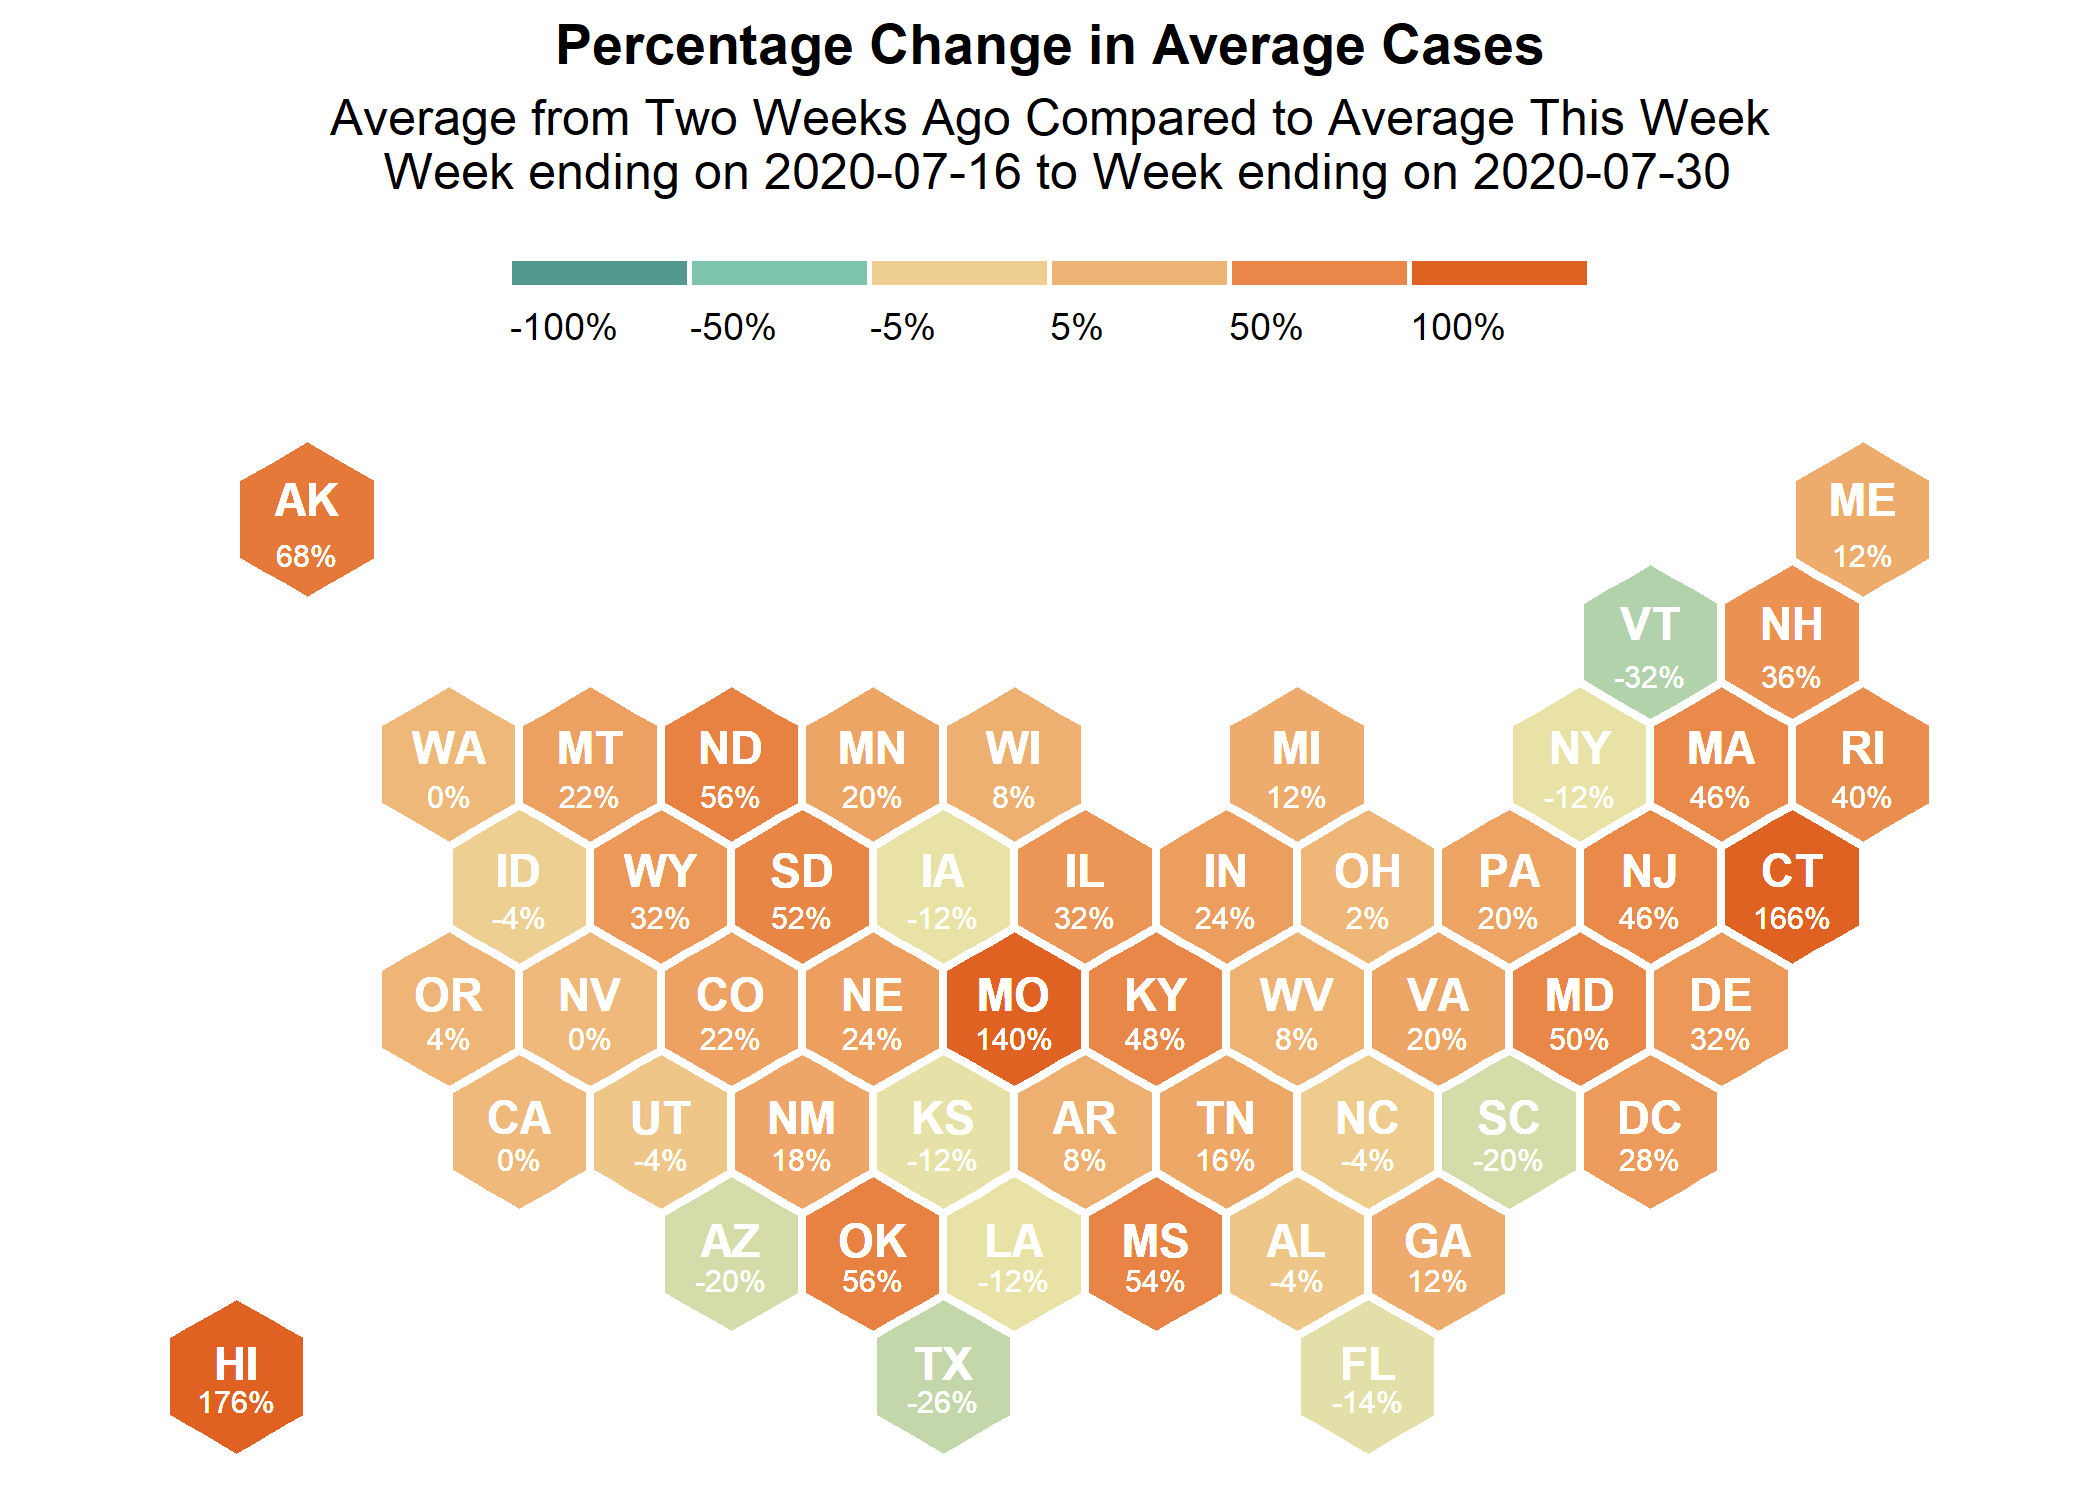 Percentage Change in Average Cases
Average from Two Weeks Ago Compared to Average This Week
Week ending on 2020-07-16 to Week ending on 2020-07-30
-100% -50% -5% 5% 50% 100%
AK ME
68% 12%
VT NH
-32% 36%
WA MT ND MN WI MI NY MA RI
0% 22% 56% 20% 8% 12% -12% 46% 40%
ID WY SD IA IL IN OH PA NJ CT
-4% 32% 52% -12% 32% 24% 2% 20% 46% 166%
OR NV CO NE MO KY WV VA MD DE
4% 0% 22% 24% 140% 48% 8% 20% 50% 32%
CA UT NM KS AR TN NC SC DC
0% -4% 18% -12% 8% 16% -4% -20% 28%
AZ OK LA MS AL GA
-20% 56% -12% 54% -4% 12%
HI TX FL
176% -26% -14%